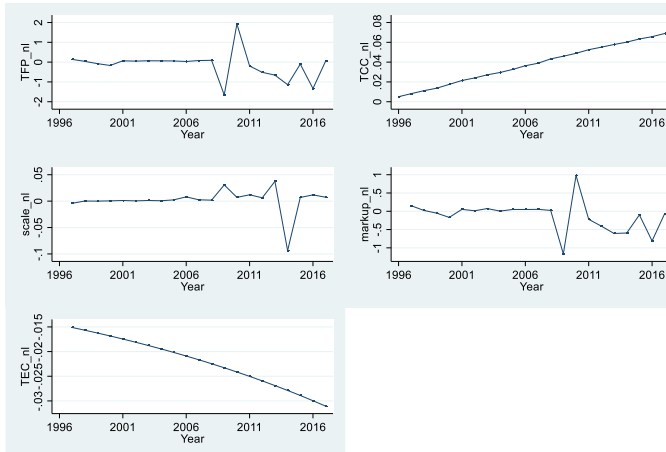 TFP_nl
2
1
0
-1
-2
1996 2001 2006 2011 2016
Year
TCC_nl
0 .02 .04 .06 .08
1996 2001 2006 2011 2016
Year
scale_nl
-.1 -.05 0 .05
1996 2001 2006 2011 2016
Year
markup_nl
-1 -.5 0 .5 1
1996 2001 2006 2011 2016
Year
TEC_nl
-.03 -.025 -.02 -.015
1996 2001 2006 2011 2016
Year